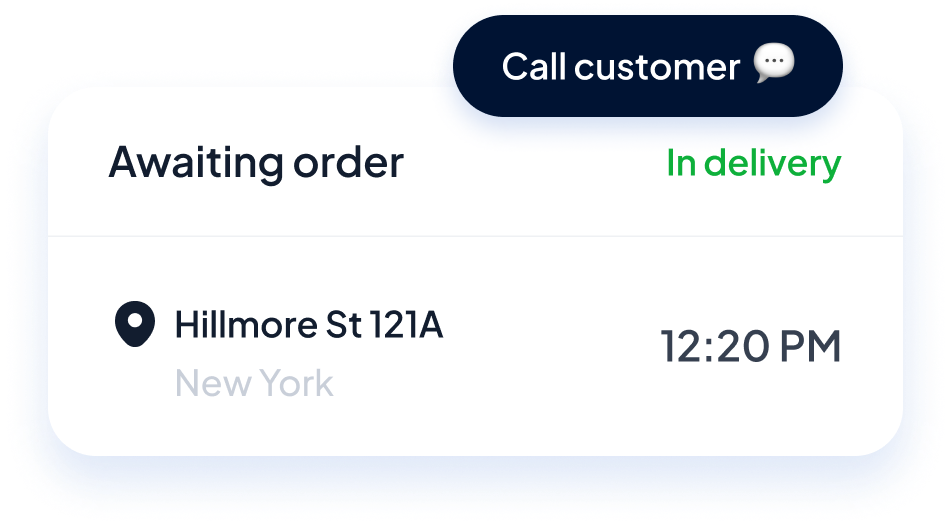 Call customer 💬
Awaiting order
In delivery
Hillmore St 121A
New York
12:20 PM